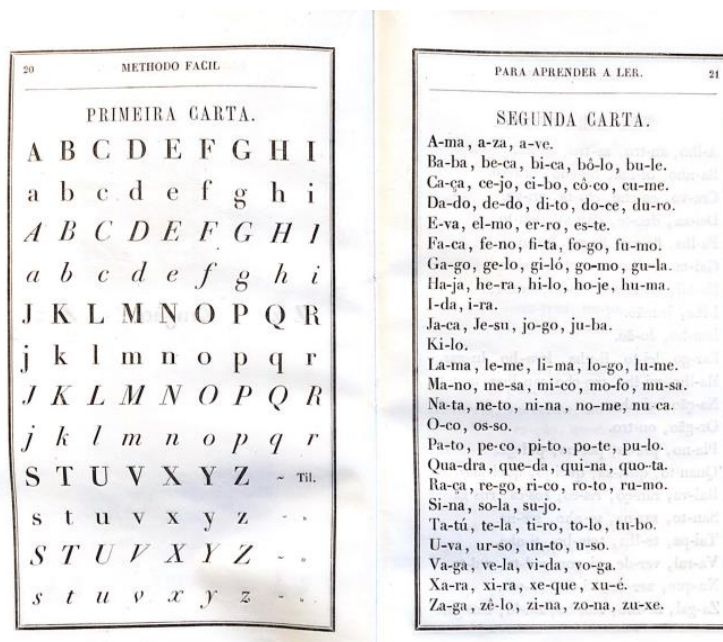 20 METHODO FACIL
PRIMEIRA CARTA.
A B C D E F G H I
a b c d e f g h i
A B C D E F G H I
a b c d e f g h i
J K L M N O P Q R
j k l m n o p q r
J K L M N O P Q R
j k l m n o p q r
S T U V X Y Z ~ TIL.
s t u v x y z - -
S T U V X Y Z - -
s t u v x y z - -
PARA APRENDER A LER. 21
SEGUNDA CARTA.
A-ma, a-za, a-ve.
Ba-ba, be-ca, bi-ca, bô-lo, bu-le.
Ca-ça, ce-jo, ci-bo, cô-co, cu-me.
Da-do, de-do, di-to, do-ce, du-ro.
E-va, el-mo, er-ro, es-te.
Fa-ca, fe-no, fi-ta, fo-go, fu-mo.
Ga-go, ge-lo, gi-ló, go-mo, gu-la.
Ha-ja, he-ra, hi-lo, ho-je, hu-ma.
I-da, i-ra.
Ja-ca, Je-su, jo-go, ju-ba.
Ki-lo.
La-ma, le-me, li-ma, lo-go, lu-me.
Ma-no, me-sa, mi-co, mo-fo, mu-sa.
Na-ta, ne-to, ni-na, no-me, nu-ca.
O-co, os-so.
Pa-to, pe-co, pi-to, po-te, pu-lo.
Qua-dra, que-da, qui-na, quo-ta.
Ra-ça, re-go, ri-co, ro-to, ru-mo.
Si-na, so-la, su-jo.
Ta-tú, te-la, ti-ro, to-lo, tu-bo.
U-va, ur-so, un-to, u-so.
Va-ga, ve-la, vi-da, vo-ga.
Xa-ra, xi-ra, xe-que, xu-é.
Za-ga, zê-lo, zi-na, zo-na, zu-xe.